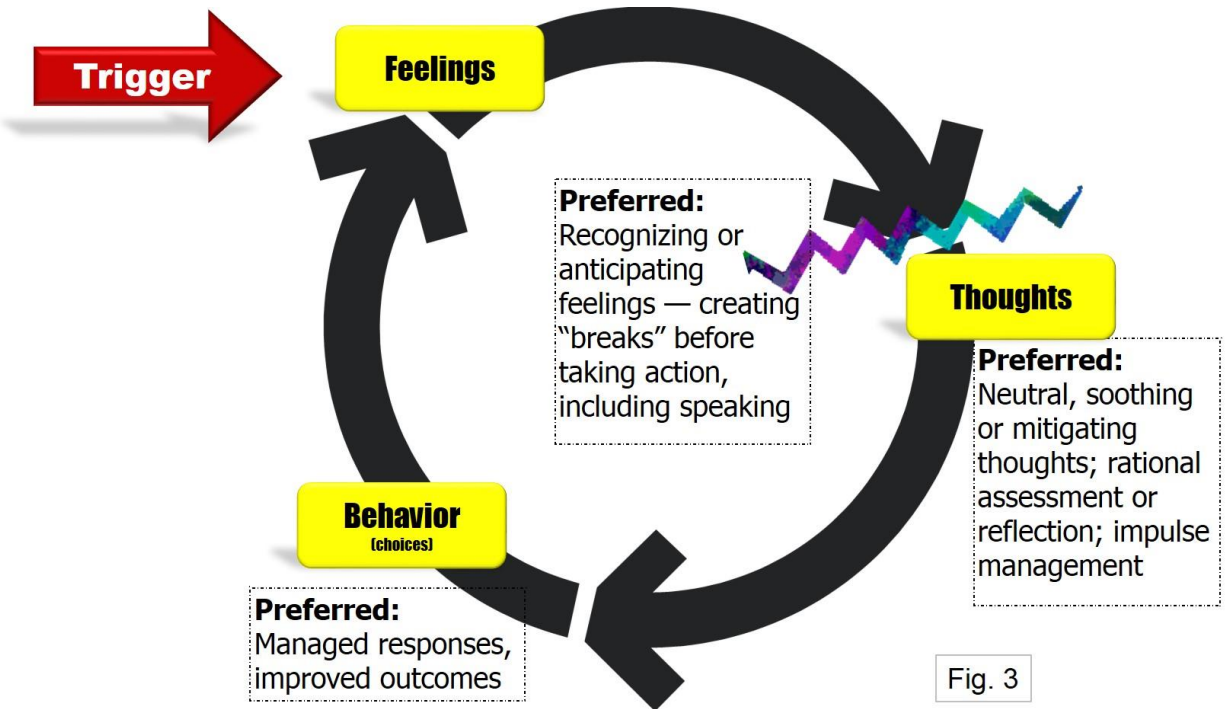 Trigger
Feelings
Preferred:
Recognizing or
anticipating
feelings — creating
“breaks” before
taking action,
including speaking
Thoughts
Preferred:
Neutral, soothing
or mitigating
thoughts; rational
assessment or
reflection; impulse
management
Behavior
(choices)
Preferred:
Managed responses,
improved outcomes
Fig. 3